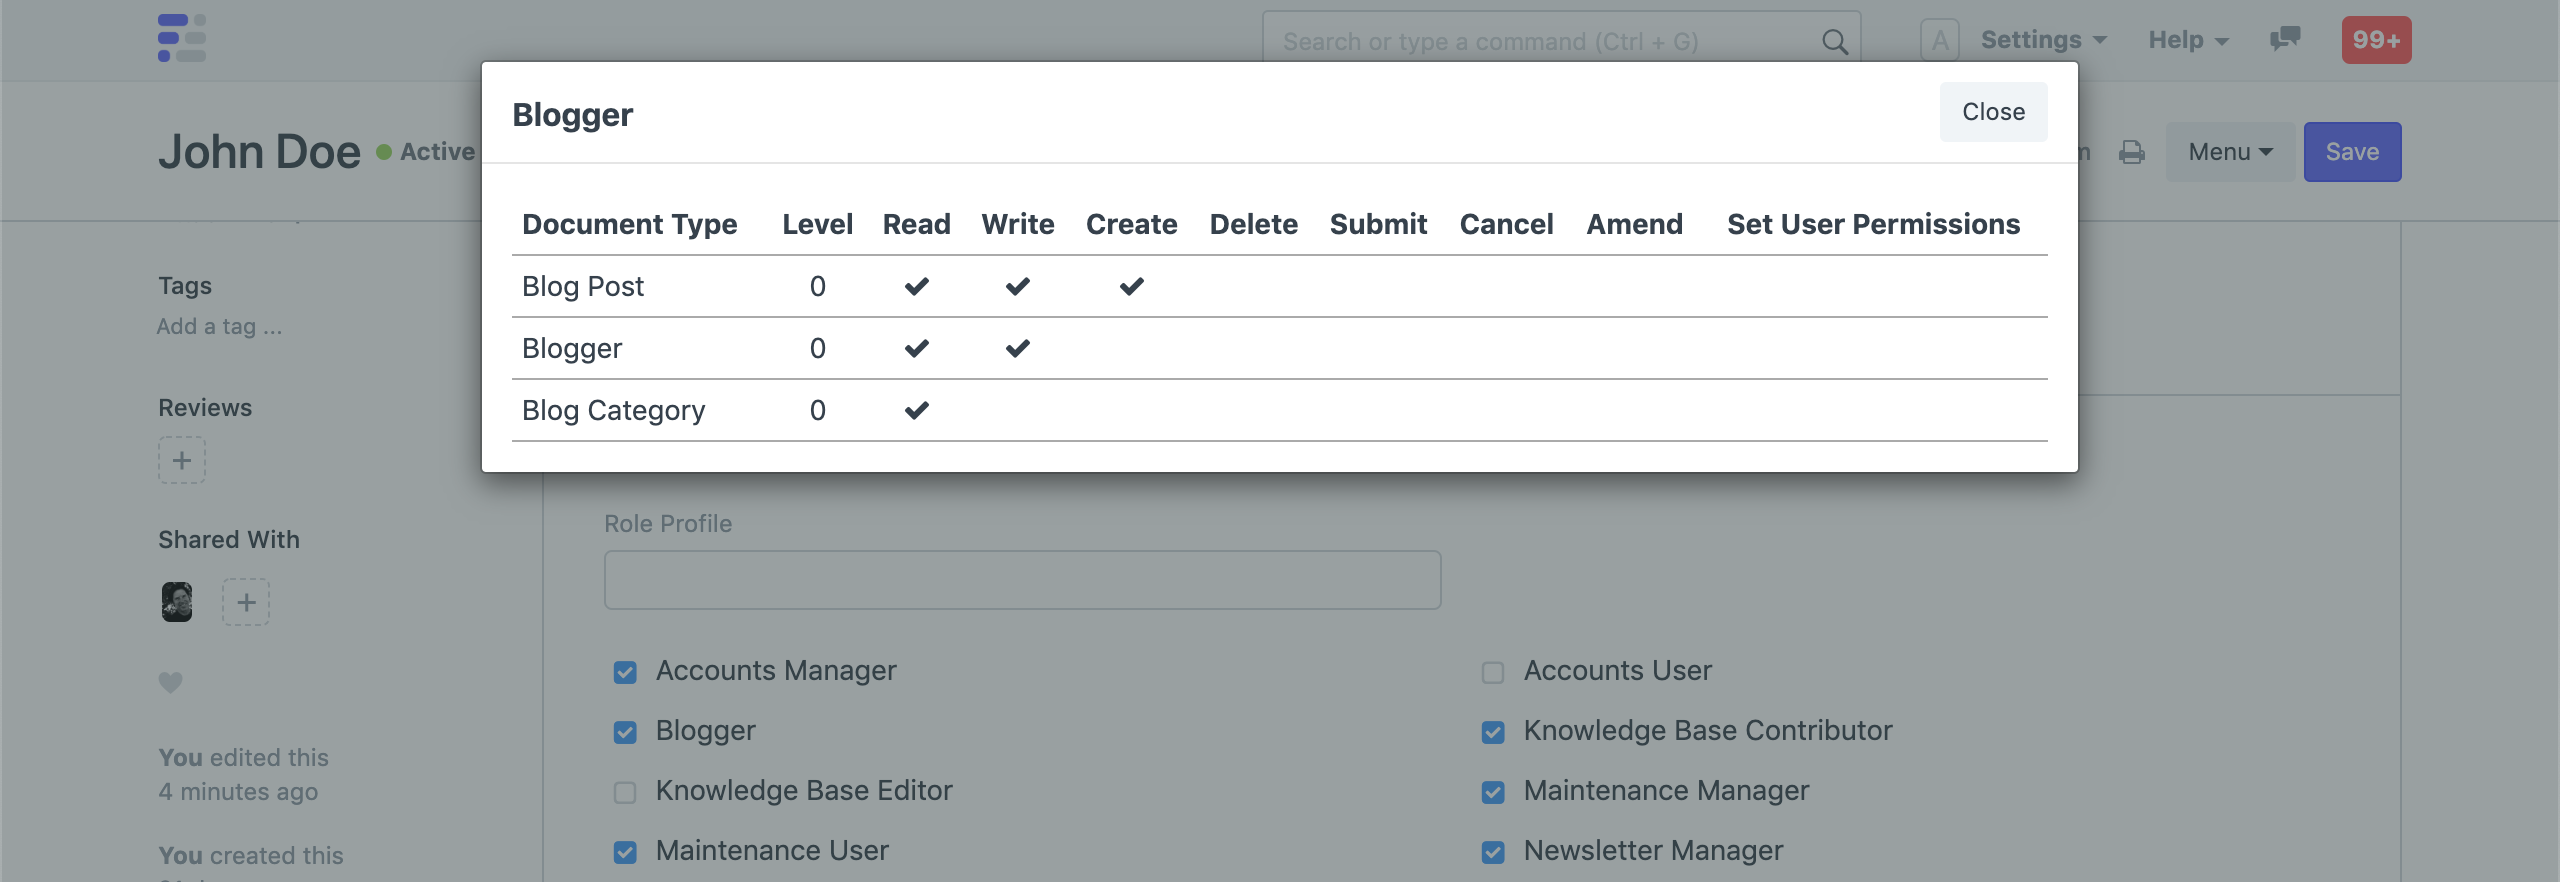 Search or type a command (Ctrl + G)
A
Settings
Help
99+
John Doe
Active
Menu
Save
Blogger
Close
Document Type Level Read Write Create Delete Submit Cancel Amend Set User Permissions
Blog Post 0
Blogger 0
Blog Category 0
Tags
Add a tag ...
Reviews
Shared With
You edited this
4 minutes ago
You created this
Role Profile
Accounts Manager
Accounts User
Blogger
Knowledge Base Contributor
Knowledge Base Editor
Maintenance Manager
Maintenance User
Newsletter Manager